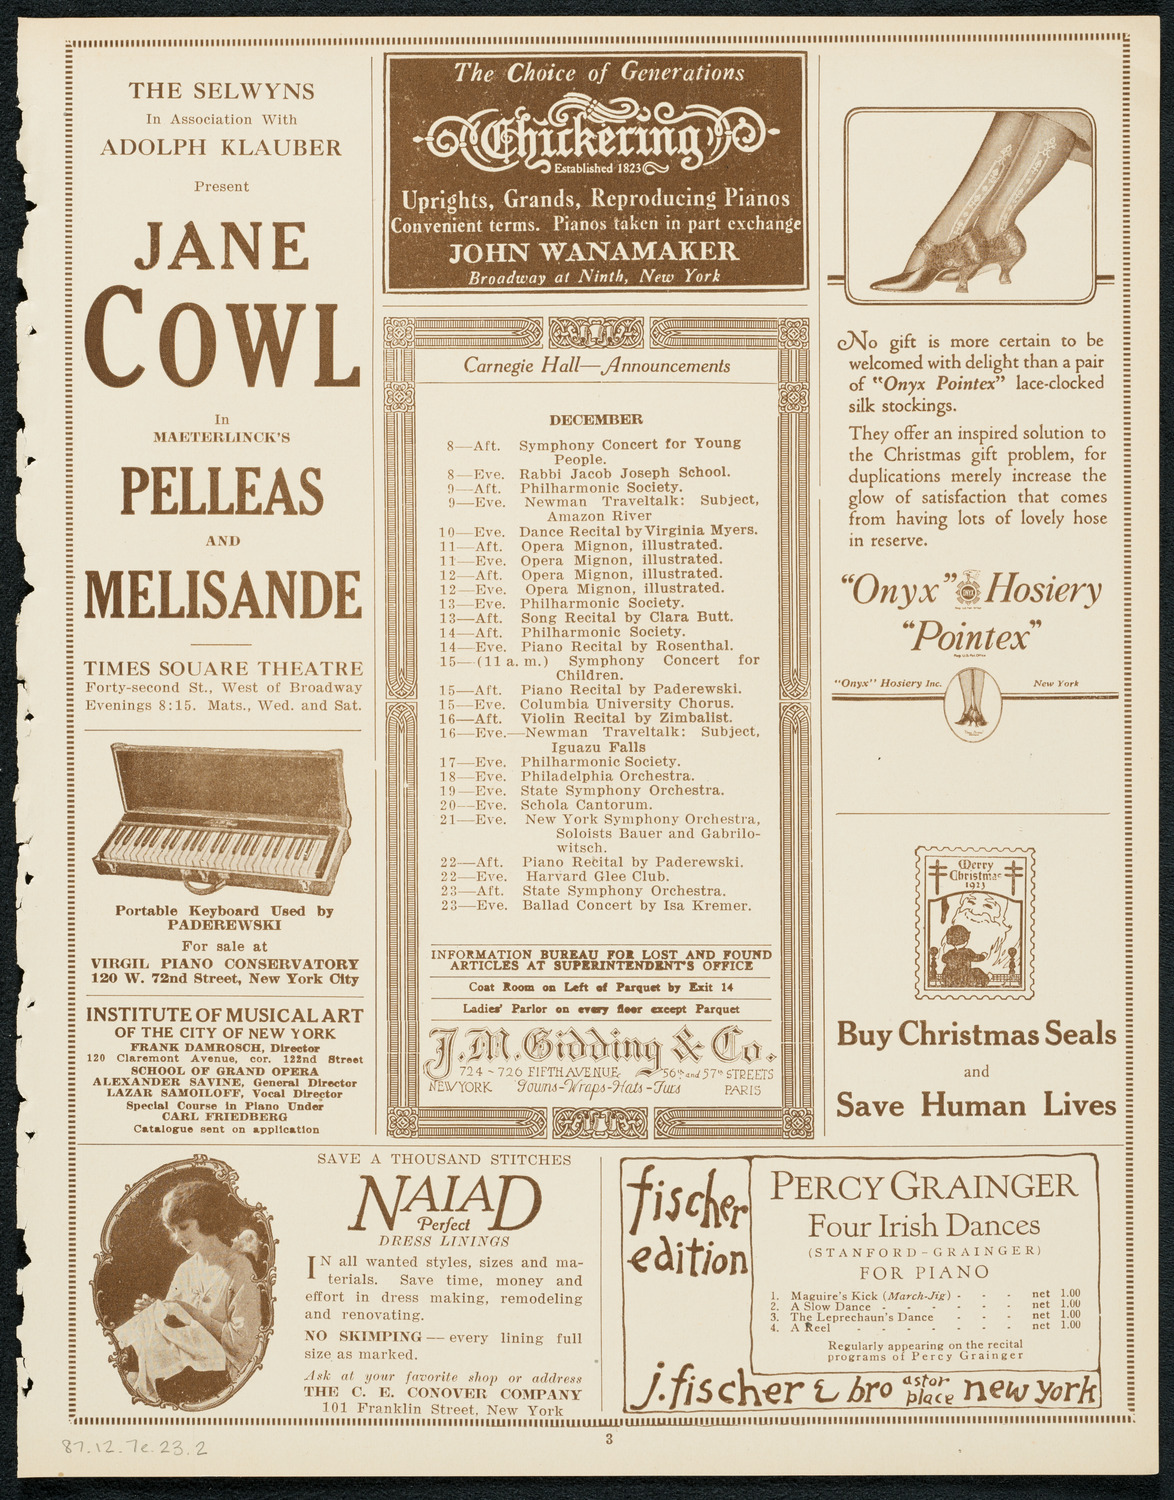 THE SELWYNS
In Association With
ADOLPH KLAUBER
Present
JANE
COWL
In
MAETERLINCK'S
PELLEAS
AND
MELISANDE
TIMES SQUARE THEATRE
Forty-second St., West of Broadway
Evenings 8:15. Mats., Wed. and Sat.
Portable Keyboard Used by
PADEREWSKI
For sale at
VIRGIL PIANO CONSERVATORY
120 W. 72nd Street, New York City
INSTITUTE OF MUSICAL ART
OF THE CITY OF NEW YORK
FRANK DAMROSCH, Director
120 Claremont Avenue, cor. 122nd Street
SCHOOL OF GRAND OPERA
ALEXANDER SAVINE, General Director
LAZAR SAMOILOFF, Vocal Director
Special Course in Piano Under
CARL FRIEDBERG
Catalogue sent on application
The Choice of Generations
Chickering
Established 1823
Uprights, Grands, Reproducing Pianos
Convenient terms. Pianos taken in part exchange
JOHN WANAMAKER
Broadway at Ninth, New York
Carnegie Hall—Announcements
DECEMBER
8—Aft. Symphony Concert for Young
People.
8—Eve. Rabbi Jacob Joseph School.
9—Aft. Philharmonic Society.
9—Eve. Newman Traveltalk: Subject,
Amazon River
10—Eve. Dance Recital by Virginia Myers.
11—Aft. Opera Mignon, illustrated.
11—Eve. Opera Mignon, illustrated.
12—Aft. Opera Mignon, illustrated.
12—Eve. Opera Mignon, illustrated.
13—Eve. Philharmonic Society.
13—Aft. Song Recital by Clara Butt.
14—Aft. Philharmonic Society.
14—Eve. Piano Recital by Rosenthal.
15—(11 a. m.) Symphony Concert for
Children.
15—Aft. Piano Recital by Paderewski.
15—Eve. Columbia University Chorus.
16—Aft. Violin Recital by Zimbalist.
16—Eve.—Newman Traveltalk: Subject,
Iguazu Falls
17—Eve. Philharmonic Society.
18—Eve. Philadelphia Orchestra.
19—Eve. State Symphony Orchestra.
20—Eve. Schola Cantorum.
21—Eve. New York Symphony Orchestra,
Soloists Bauer and Gabrilo-
witsch.
22—Aft. Piano Recital by Paderewski.
22—Eve. Harvard Glee Club.
23—Aft. State Symphony Orchestra.
23—Eve. Ballad Concert by Isa Kremer.
INFORMATION BUREAU FOR LOST AND FOUND
ARTICLES AT SUPERINTENDENT'S OFFICE
Coat Room on Left of Parquet by Exit 14
Ladies' Parlor on every floor except Parquet
J.M. Gidding & Co.
724-726 FIFTH AVENUE 56th and 57th STREETS
NEW YORK Gowns-Wraps-Hats-Furs PARIS
No gift is more certain to be
welcomed with delight than a pair
of "Onyx Pointex" lace-clocked
silk stockings.
They offer an inspired solution to
the Christmas gift problem, for
duplications merely increase the
glow of satisfaction that comes
from having lots of lovely hose
in reserve.
"Onyx" Hosiery
"Pointex"
"Onyx" Hosiery Inc. New York
Merry
Christmas
1923
Buy Christmas Seals
and
Save Human Lives
SAVE A THOUSAND STITCHES
NAIAD
Perfect
DRESS LININGS
IN all wanted styles, sizes and ma-
terials. Save time, money and
effort in dress making, remodeling
and renovating.
NO SKIMPING — every lining full
size as marked.
Ask at your favorite shop or address
THE C. E. CONOVER COMPANY
101 Franklin Street, New York
fischer
edition
PERCY GRAINGER
Four Irish Dances
(STANFORD-GRAINGER)
FOR PIANO
1. Maguire's Kick (March-Jig) - - - net 1.00
2. A Slow Dance - - - - - - net 1.00
3. The Leprechaun's Dance - - - net 1.00
4. A Reel - - - - - - - net 1.00
Regularly appearing on the recital
programs of Percy Grainger
j. fischer & bro astor place new york
3
87.12.7e.23.2